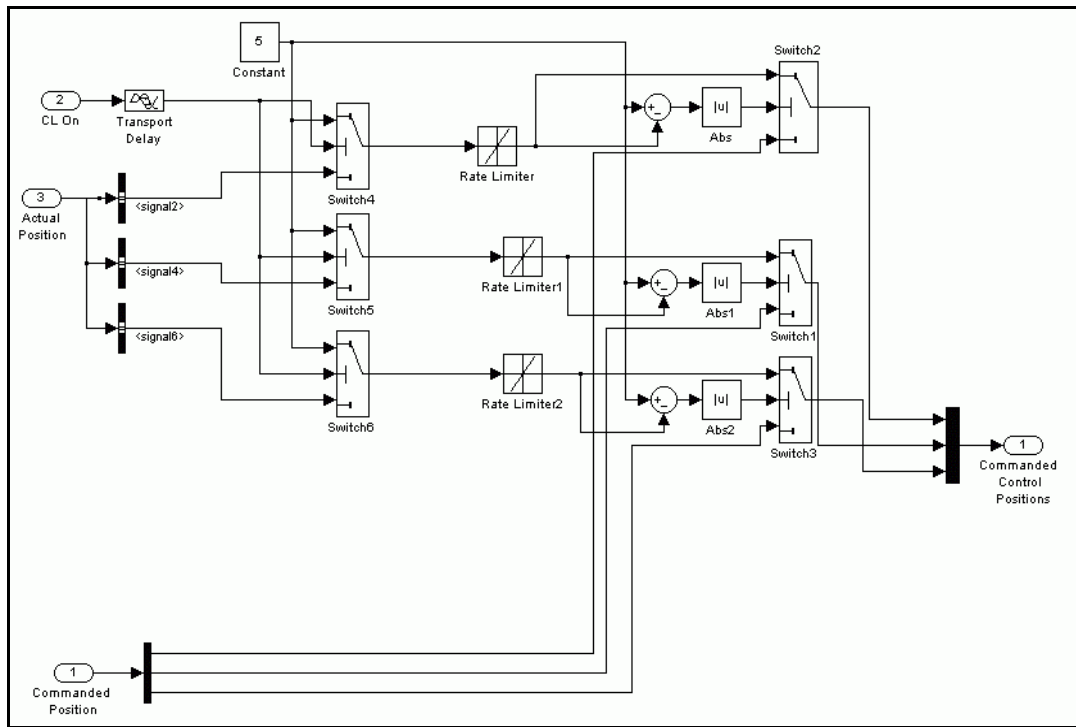 5
Constant
Switch2
2
CL On
Transport
Delay
+
-
|u|
Abs
Rate Limiter
Switch4
3
Actual
Position
<signal2>
<signal4>
<signal6>
Switch5
Rate Limiter1
+
-
|u|
Abs1
Switch1
Switch6
Rate Limiter2
+
-
|u|
Abs2
Switch3
1
Commanded
Control
Positions
1
Commanded
Position